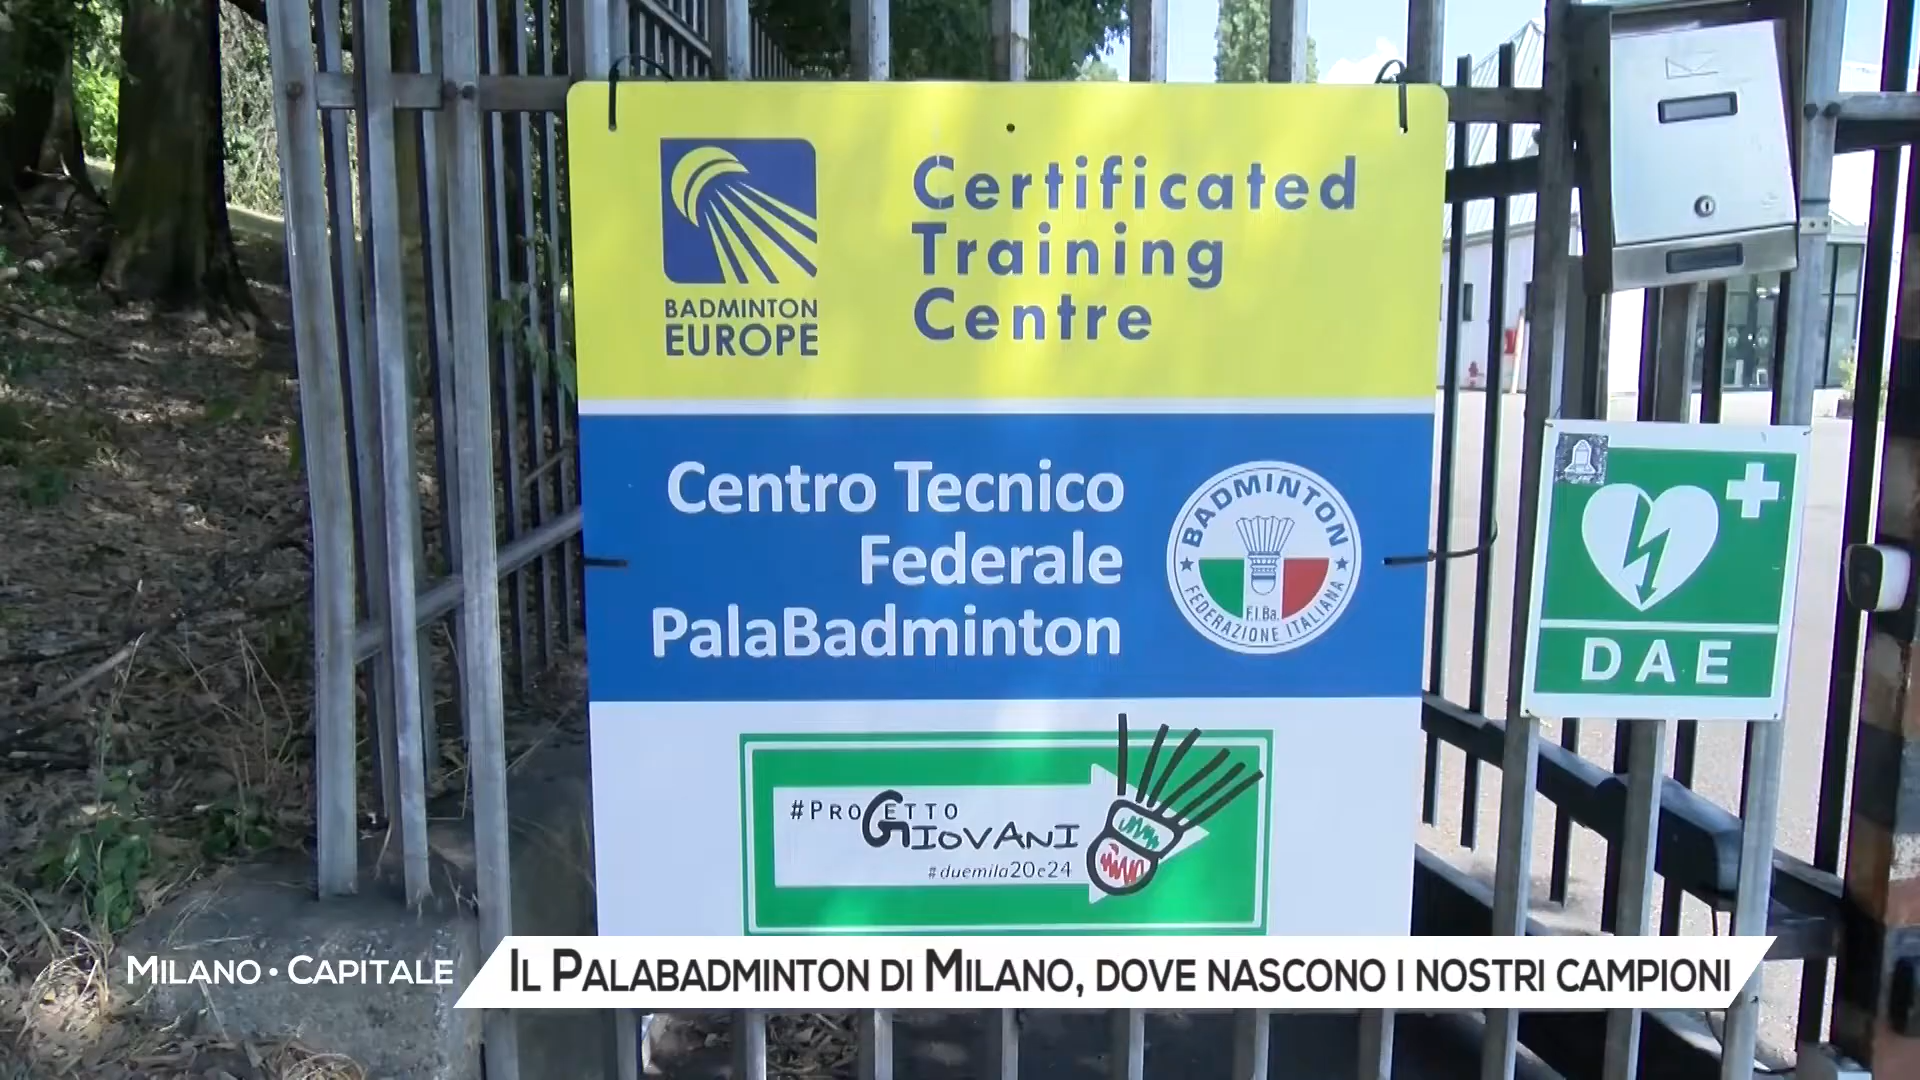 Certificated
Training
Centre
BADMINTON
EUROPE
Centro Tecnico
Federale
PalaBadminton
BADMINTON
F.I.Ba.
FEDERAZIONE ITALIANA
#PROGETTO
GIOVANI
#duemila20e24
DAE
MILANO • CAPITALE
IL PALABADMINTON DI MILANO, DOVE NASCONO I NOSTRI CAMPIONI